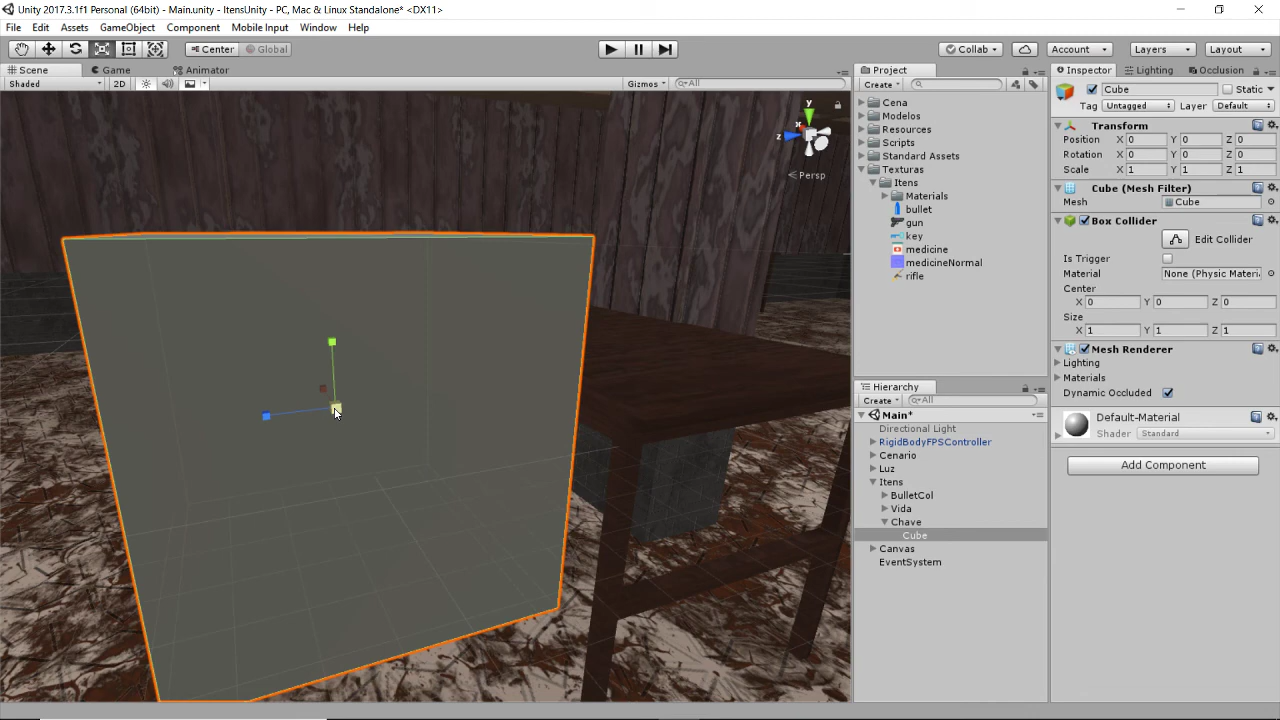 Unity 2017.3.1f1 Personal (64bit) - Main.unity - ItensUnity - PC, Mac & Linux Standalone* <DX11>
File Edit Assets GameObject Component Mobile Input Window Help
Center Global Collab Account Layers Layout
Scene Game Animator
Shaded 2D Gizmos All
y
x
z
Persp
Project
Create
Cena
Modelos
Resources
Scripts
Standard Assets
Texturas
Itens
Materials
bullet
gun
key
medicine
medicineNormal
rifle
Hierarchy
Create All
Main*
Directional Light
RigidBodyFPSController
Cenario
Luz
Itens
BulletCol
Vida
Chave
Cube
Canvas
EventSystem
Inspector Lighting Occlusion
Cube Static
Tag Untagged Layer Default
Transform
Position X 0 Y 0 Z 0
Rotation X 0 Y 0 Z 0
Scale X 1 Y 1 Z 1
Cube (Mesh Filter)
Mesh Cube
Box Collider
Edit Collider
Is Trigger
Material None (Physic Materi
Center
X 0 Y 0 Z 0
Size
X 1 Y 1 Z 1
Mesh Renderer
Lighting
Materials
Dynamic Occluded
Default-Material
Shader Standard
Add Component